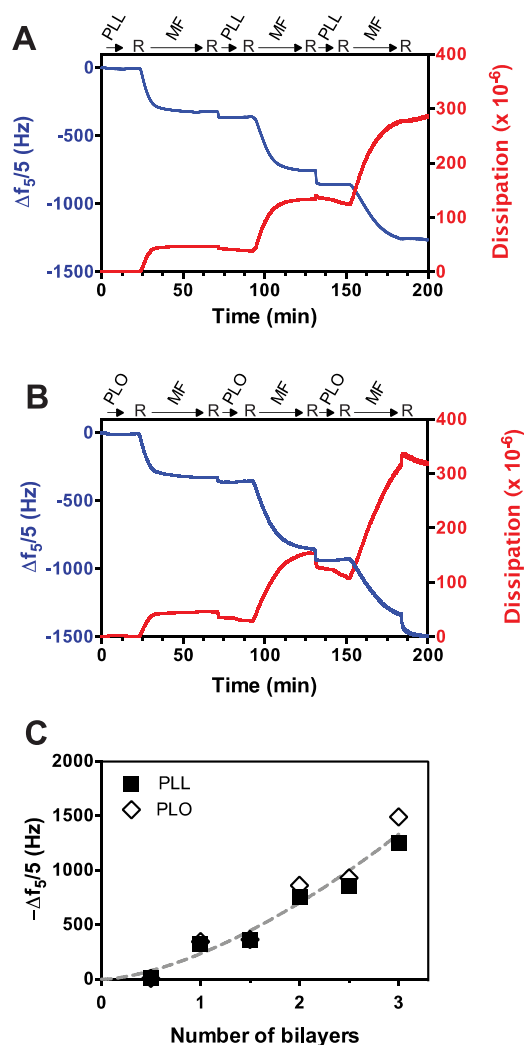 A
PLL R MF R PLL R MF R PLL R MF R
0
-500
-1000
-1500
Δf5/5 (Hz)
400
300
200
100
0
Dissipation (x 10-6)
0 50 100 150 200
Time (min)
B
PLO R MF R PLO R MF R PLO R MF R
0
-500
-1000
-1500
Δf5/5 (Hz)
400
300
200
100
0
Dissipation (x 10-6)
0 50 100 150 200
Time (min)
C
2000
1500
1000
500
0
−Δf5/5 (Hz)
PLL
PLO
0 1 2 3
Number of bilayers